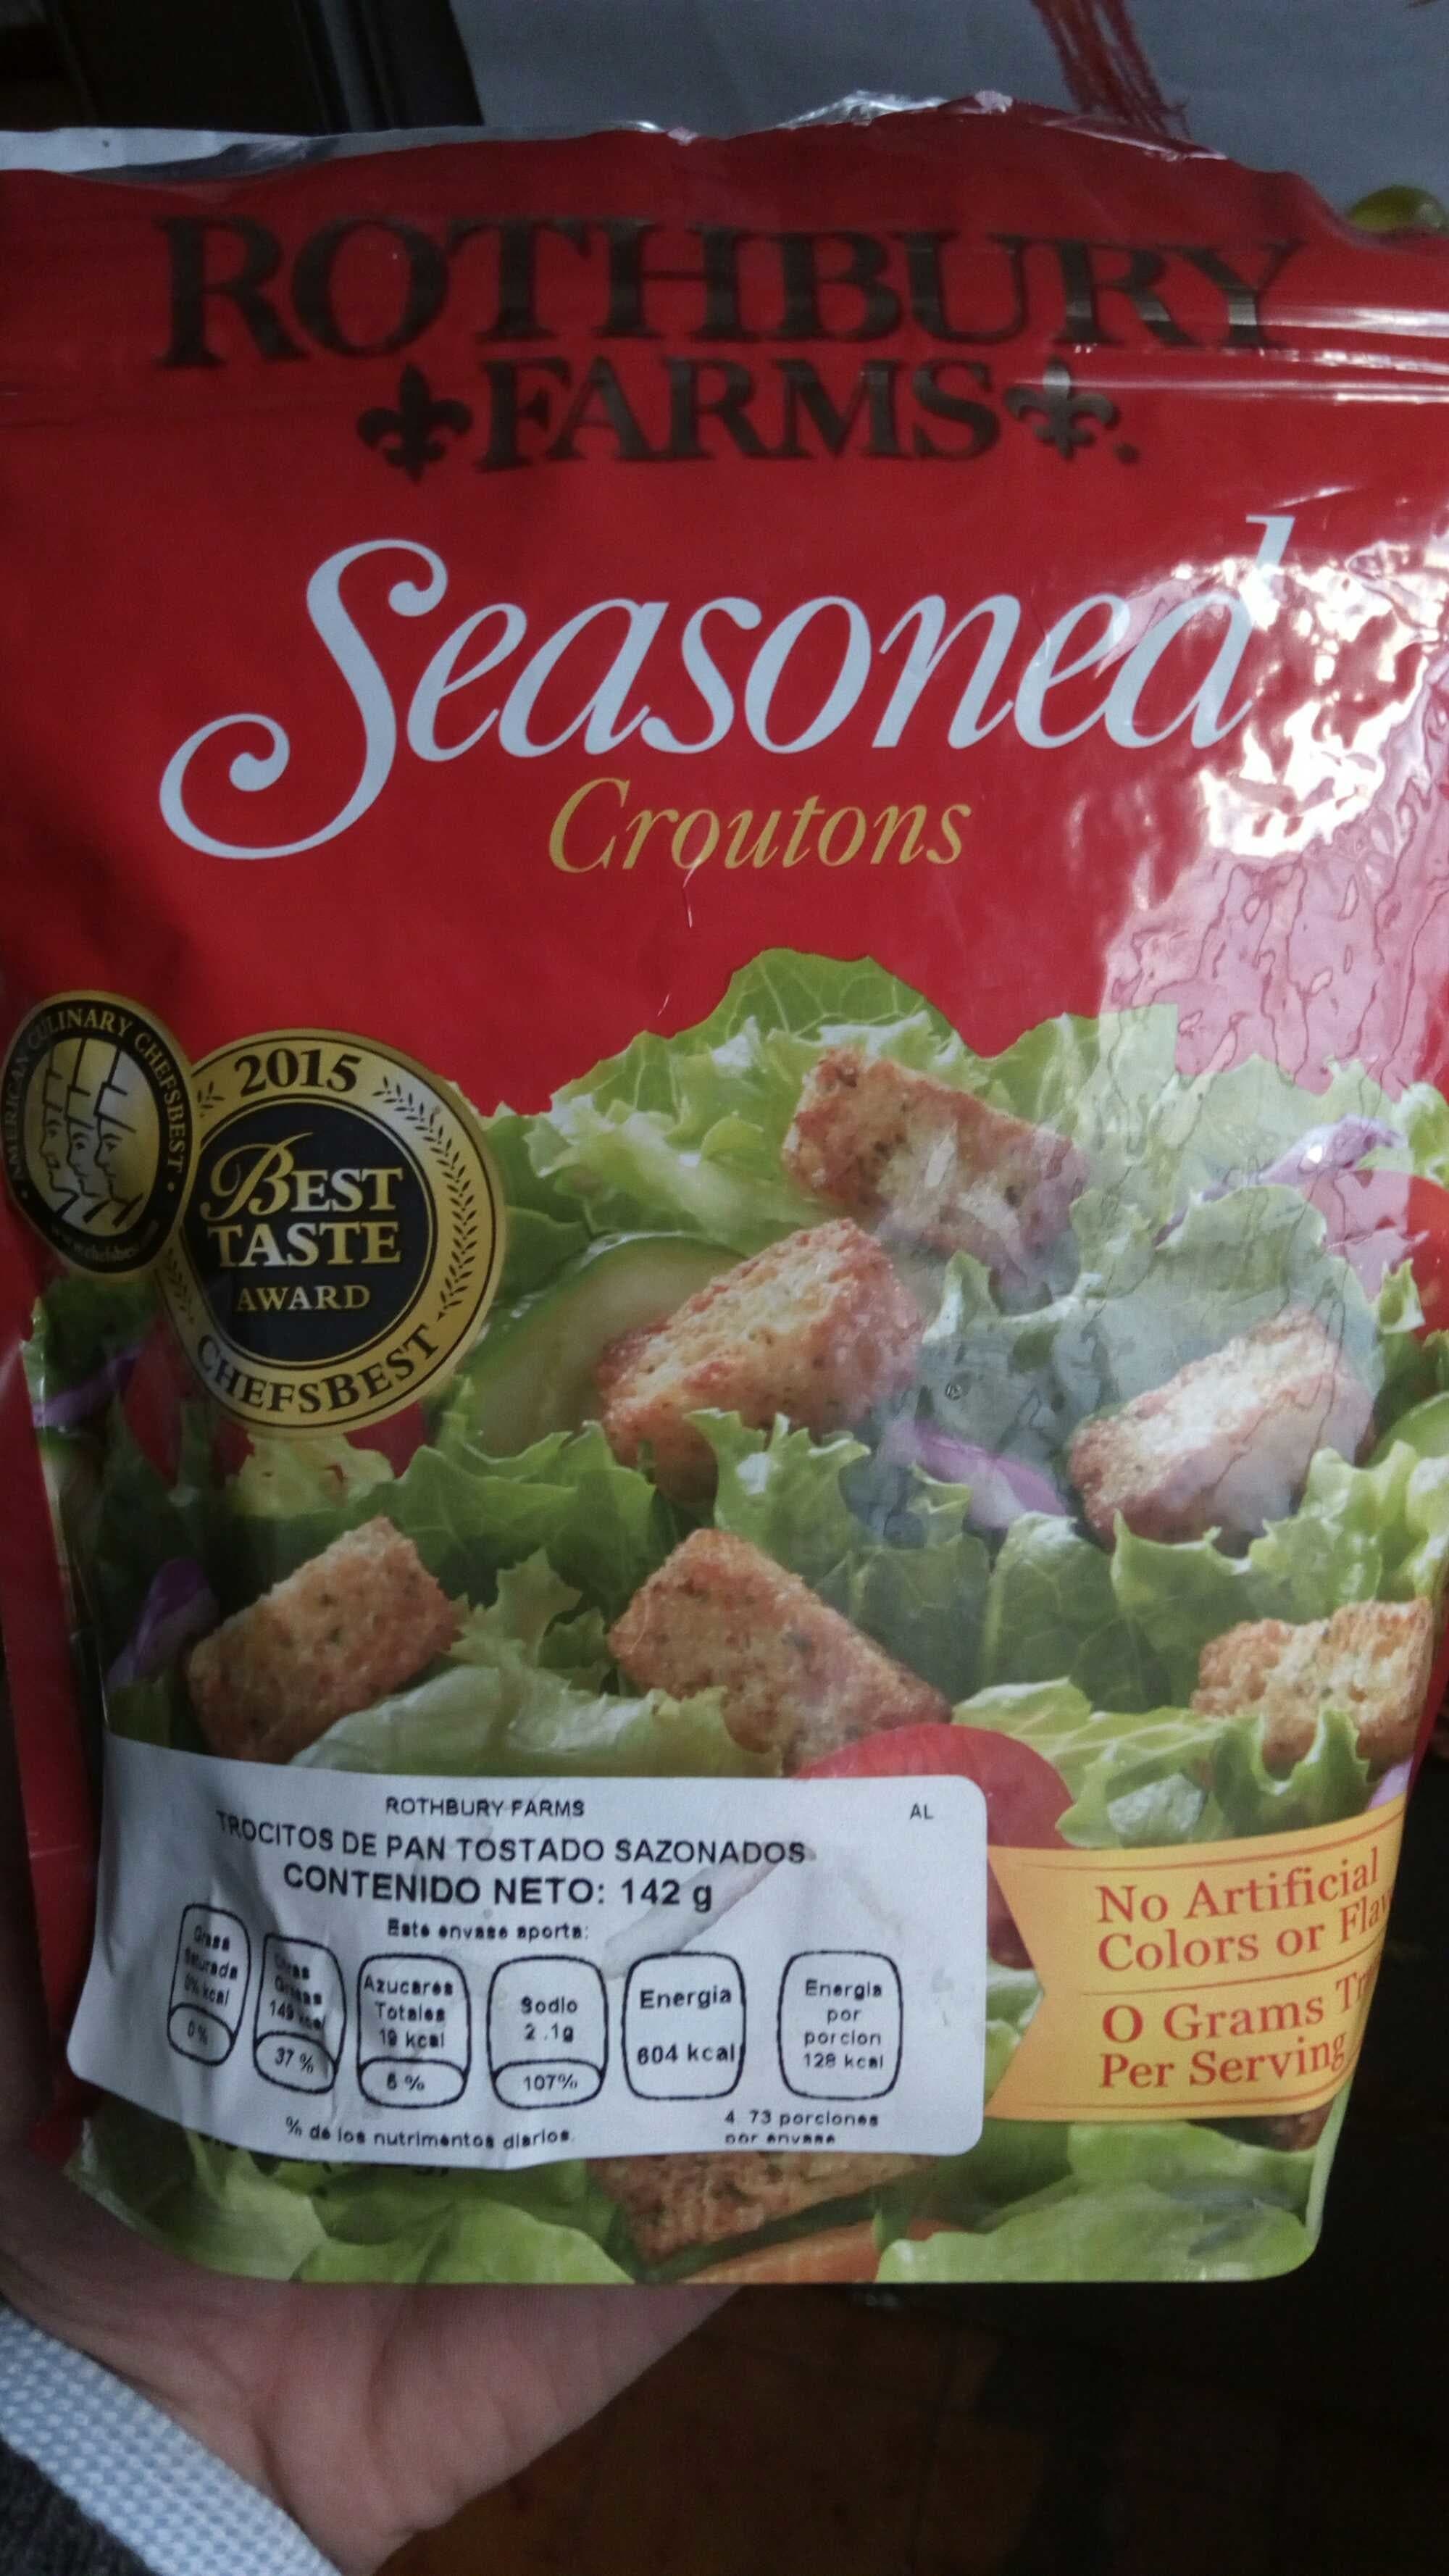 ROTHBURY
FARMS
Seasoned
Croutons
AMERICAN CULINARY CHEFSBEST
2015
BEST
TASTE
AWARD
CHEFSBEST
ROTHBURY FARMS
AL
TROCITOS DE PAN TOSTADO SAZONADOS
CONTENIDO NETO: 142 g
Este envase aporta:
Grasa
Saturada
0% kcal
0%
Otras
Grasas
149 kcal
37 %
Azucares
Totales
19 kcal
6 %
Sodio
2.1g
107%
Energia
604 kcal
Energia
por
porcion
128 kcal
% de los nutrimentos diarios.
4.73 porciones
por envase
No Artificial
Colors or
0 Grams
Per Serving